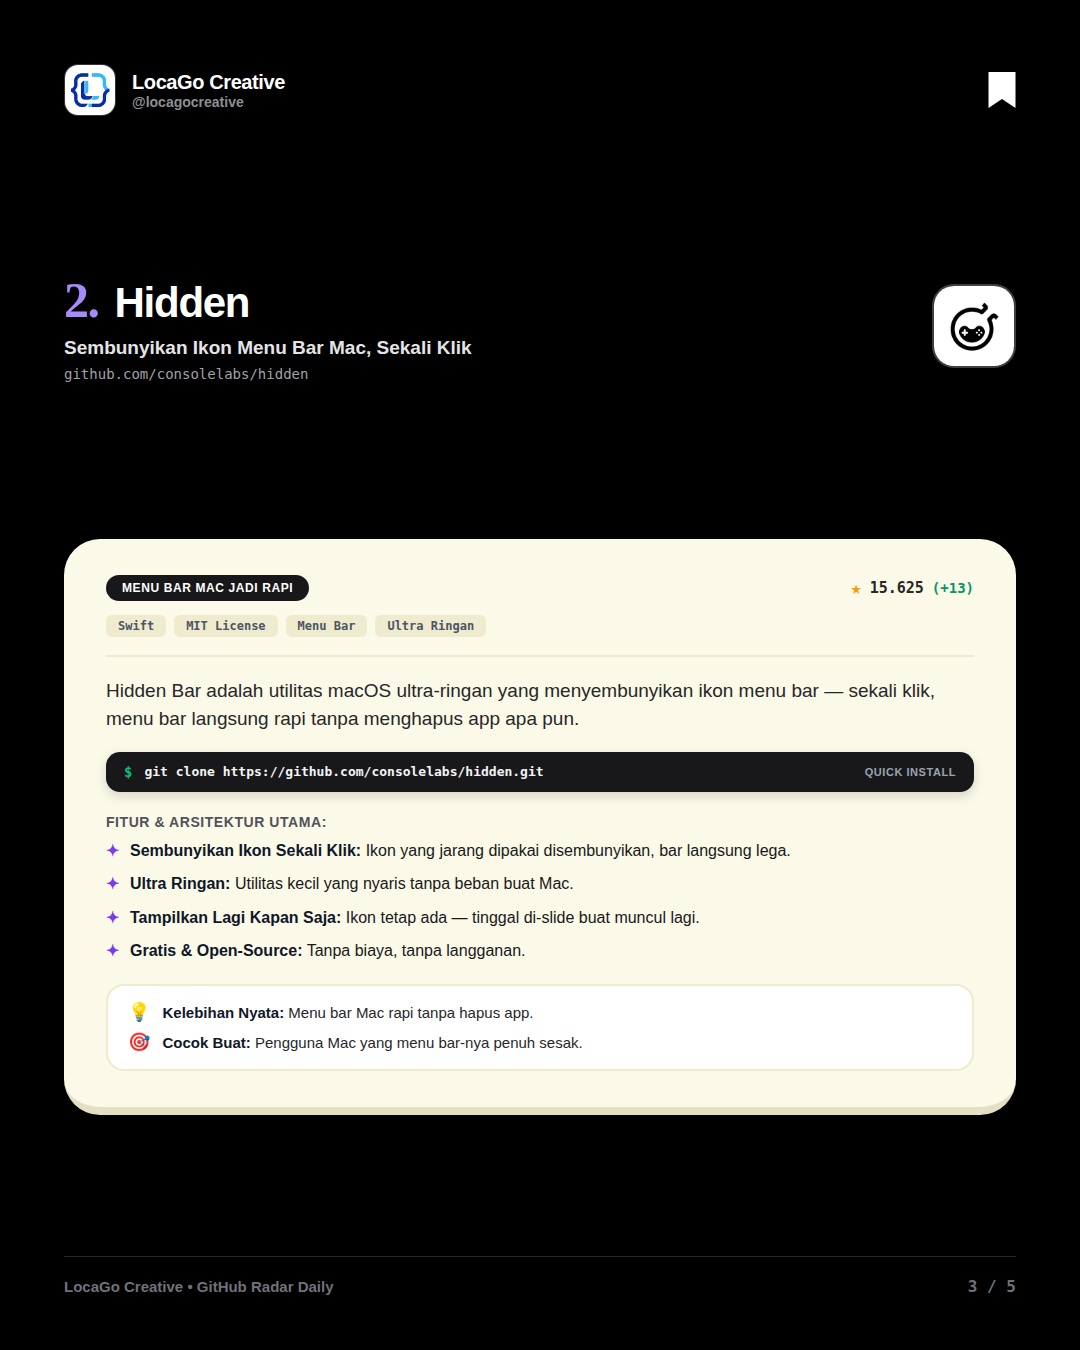 LocaGo Creative
@locagocreative
2. Hidden
Sembunyikan Ikon Menu Bar Mac, Sekali Klik
github.com/consolelabs/hidden
MENU BAR MAC JADI RAPI
★ 15.625 (+13)
Swift MIT License Menu Bar Ultra Ringan
Hidden Bar adalah utilitas macOS ultra-ringan yang menyembunyikan ikon menu bar — sekali klik,
menu bar langsung rapi tanpa menghapus app apa pun.
$ git clone https://github.com/consolelabs/hidden.git QUICK INSTALL
FITUR & ARSITEKTUR UTAMA:
✦ Sembunyikan Ikon Sekali Klik: Ikon yang jarang dipakai disembunyikan, bar langsung lega.
✦ Ultra Ringan: Utilitas kecil yang nyaris tanpa beban buat Mac.
✦ Tampilkan Lagi Kapan Saja: Ikon tetap ada — tinggal di-slide buat muncul lagi.
✦ Gratis & Open-Source: Tanpa biaya, tanpa langganan.
💡 Kelebihan Nyata: Menu bar Mac rapi tanpa hapus app.
🎯 Cocok Buat: Pengguna Mac yang menu bar-nya penuh sesak.
LocaGo Creative • GitHub Radar Daily
3 / 5